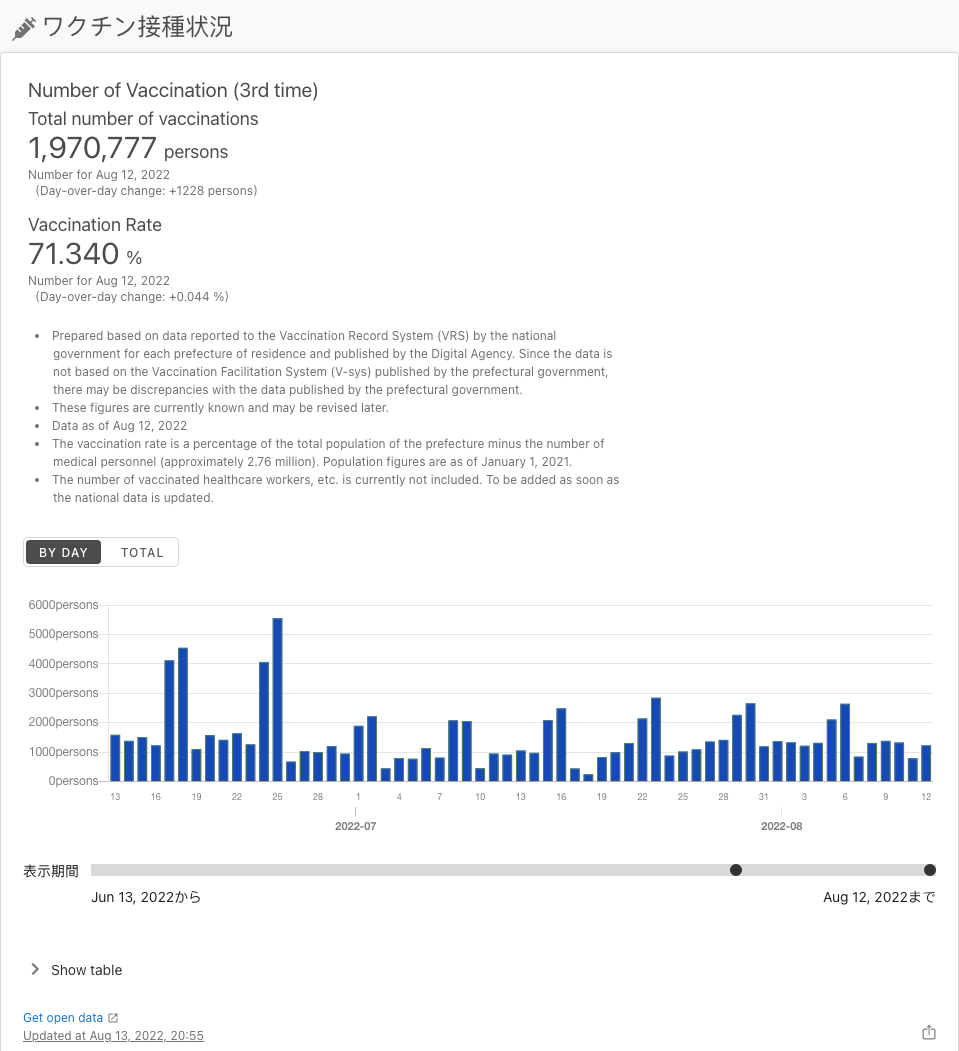 ワクチン接種状況
Number of Vaccination (3rd time)
Total number of vaccinations
1,970,777 persons
Number for Aug 12, 2022
(Day-over-day change: +1228 persons)
Vaccination Rate
71.340 %
Number for Aug 12, 2022
(Day-over-day change: +0.044 %)
• Prepared based on data reported to the Vaccination Record System (VRS) by the national
government for each prefecture of residence and published by the Digital Agency. Since the data is
not based on the Vaccination Facilitation System (V-sys) published by the prefectural government,
there may be discrepancies with the data published by the prefectural government.
• These figures are currently known and may be revised later.
• Data as of Aug 12, 2022
• The vaccination rate is a percentage of the total population of the prefecture minus the number of
medical personnel (approximately 2.76 million). Population figures are as of January 1, 2021.
• The number of vaccinated healthcare workers, etc. is currently not included. To be added as soon as
the national data is updated.
BY DAY TOTAL
6000persons
5000persons
4000persons
3000persons
2000persons
1000persons
0persons
13 16 19 22 25 28 1 4 7 10 13 16 19 22 25 28 31 3 6 9 12
2022-07 2022-08
表示期間
Jun 13, 2022から Aug 12, 2022まで
Show table
Get open data
Updated at Aug 13, 2022, 20:55